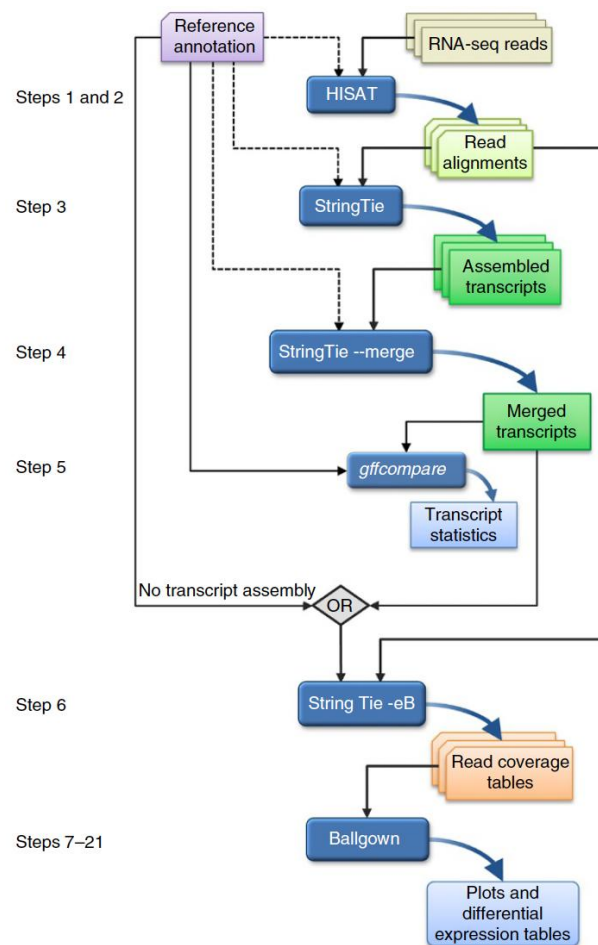 Reference
annotation
RNA-seq reads
Steps 1 and 2
HISAT
Read
alignments
Step 3
StringTie
Assembled
transcripts
Step 4
StringTie --merge
Merged
transcripts
Step 5
gffcompare
Transcript
statistics
No transcript assembly
OR
Step 6
String Tie -eB
Read coverage
tables
Steps 7–21
Ballgown
Plots and
differential
expression tables